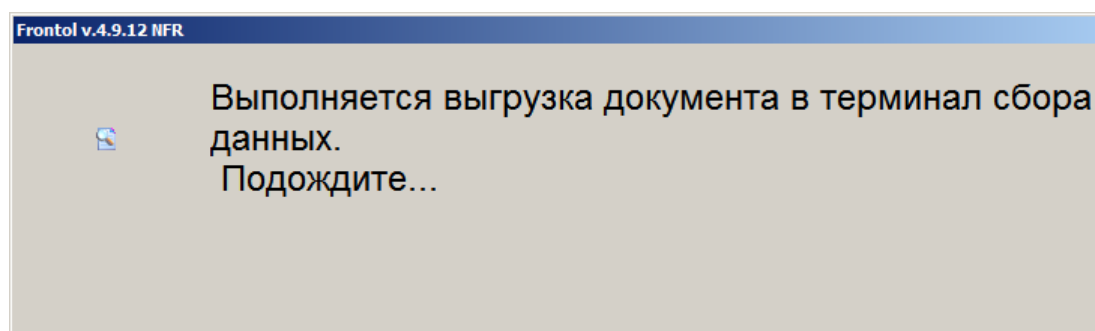 Frontol v.4.9.12 NFR
Выполняется выгрузка документа в терминал сбора
данных.
Подождите...